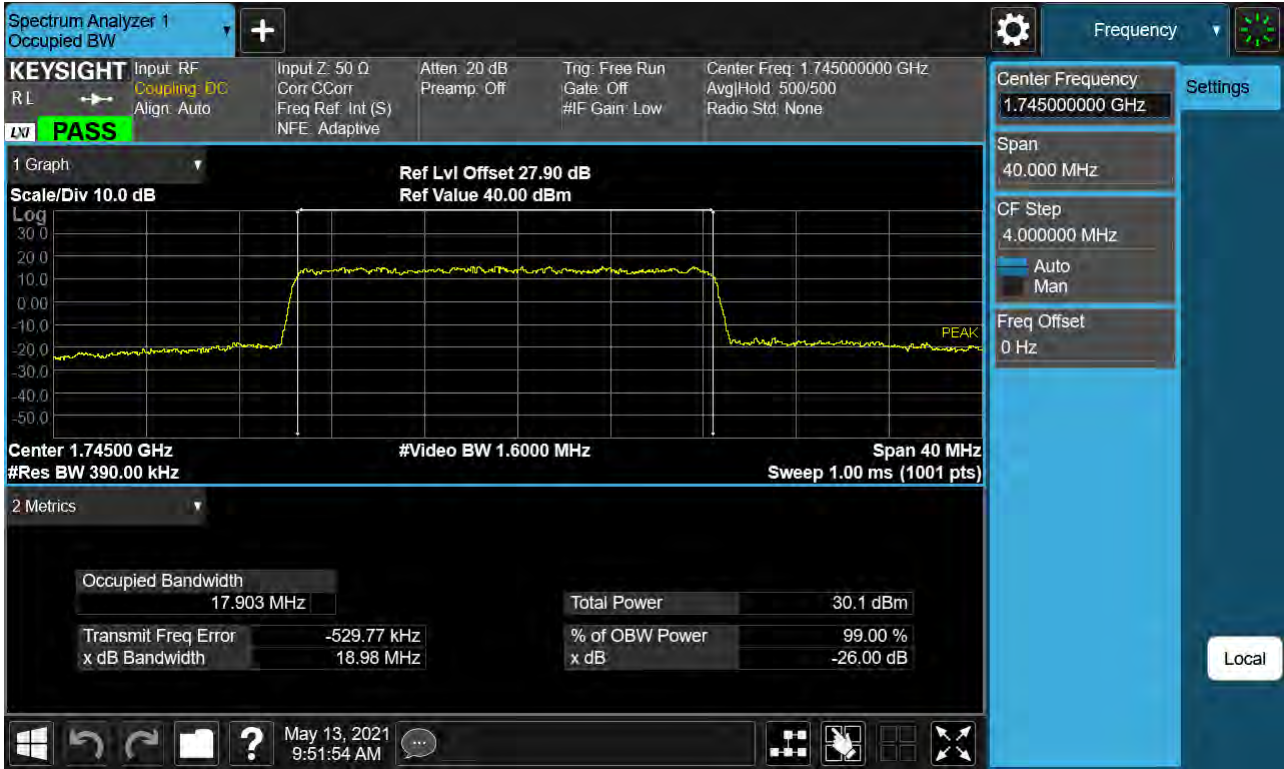 Spectrum Analyzer 1
Occupied BW
Frequency
KEYSIGHT
R L
LXI
PASS
Input: RF
Coupling: DC
Align: Auto
Input Z: 50 Ω
Corr CCorr
Freq Ref: Int (S)
NFE: Adaptive
Atten: 20 dB
Preamp: Off
Trig: Free Run
Gate: Off
#IF Gain: Low
Center Freq: 1.745000000 GHz
Avg|Hold: 500/500
Radio Std: None
1 Graph
Scale/Div 10.0 dB
Ref Lvl Offset 27.90 dB
Ref Value 40.00 dBm
Log
30.0
20.0
10.0
0.00
-10.0
-20.0
-30.0
-40.0
-50.0
PEAK
Center 1.74500 GHz
#Video BW 1.6000 MHz
Span 40 MHz
#Res BW 390.00 kHz
Sweep 1.00 ms (1001 pts)
2 Metrics
Occupied Bandwidth
17.903 MHz
Total Power 30.1 dBm
Transmit Freq Error -529.77 kHz
% of OBW Power 99.00 %
x dB Bandwidth 18.98 MHz
x dB -26.00 dB
Center Frequency
1.745000000 GHz
Span
40.000 MHz
CF Step
4.000000 MHz
Auto
Man
Freq Offset
0 Hz
Settings
Local
?
May 13, 2021
9:51:54 AM